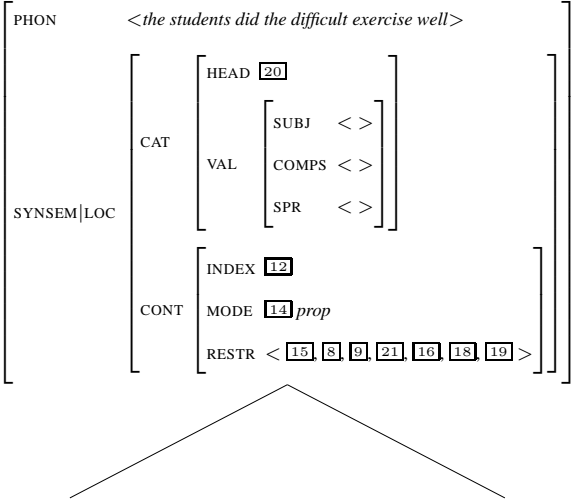 PHON <the students did the difficult exercise well>
HEAD 20
SUBJ < >
CAT
VAL COMPS < >
SPR < >
SYNSEM|LOC
INDEX 12
CONT MODE 14 prop
RESTR < 15, 8, 9, 21, 16, 18, 19 >